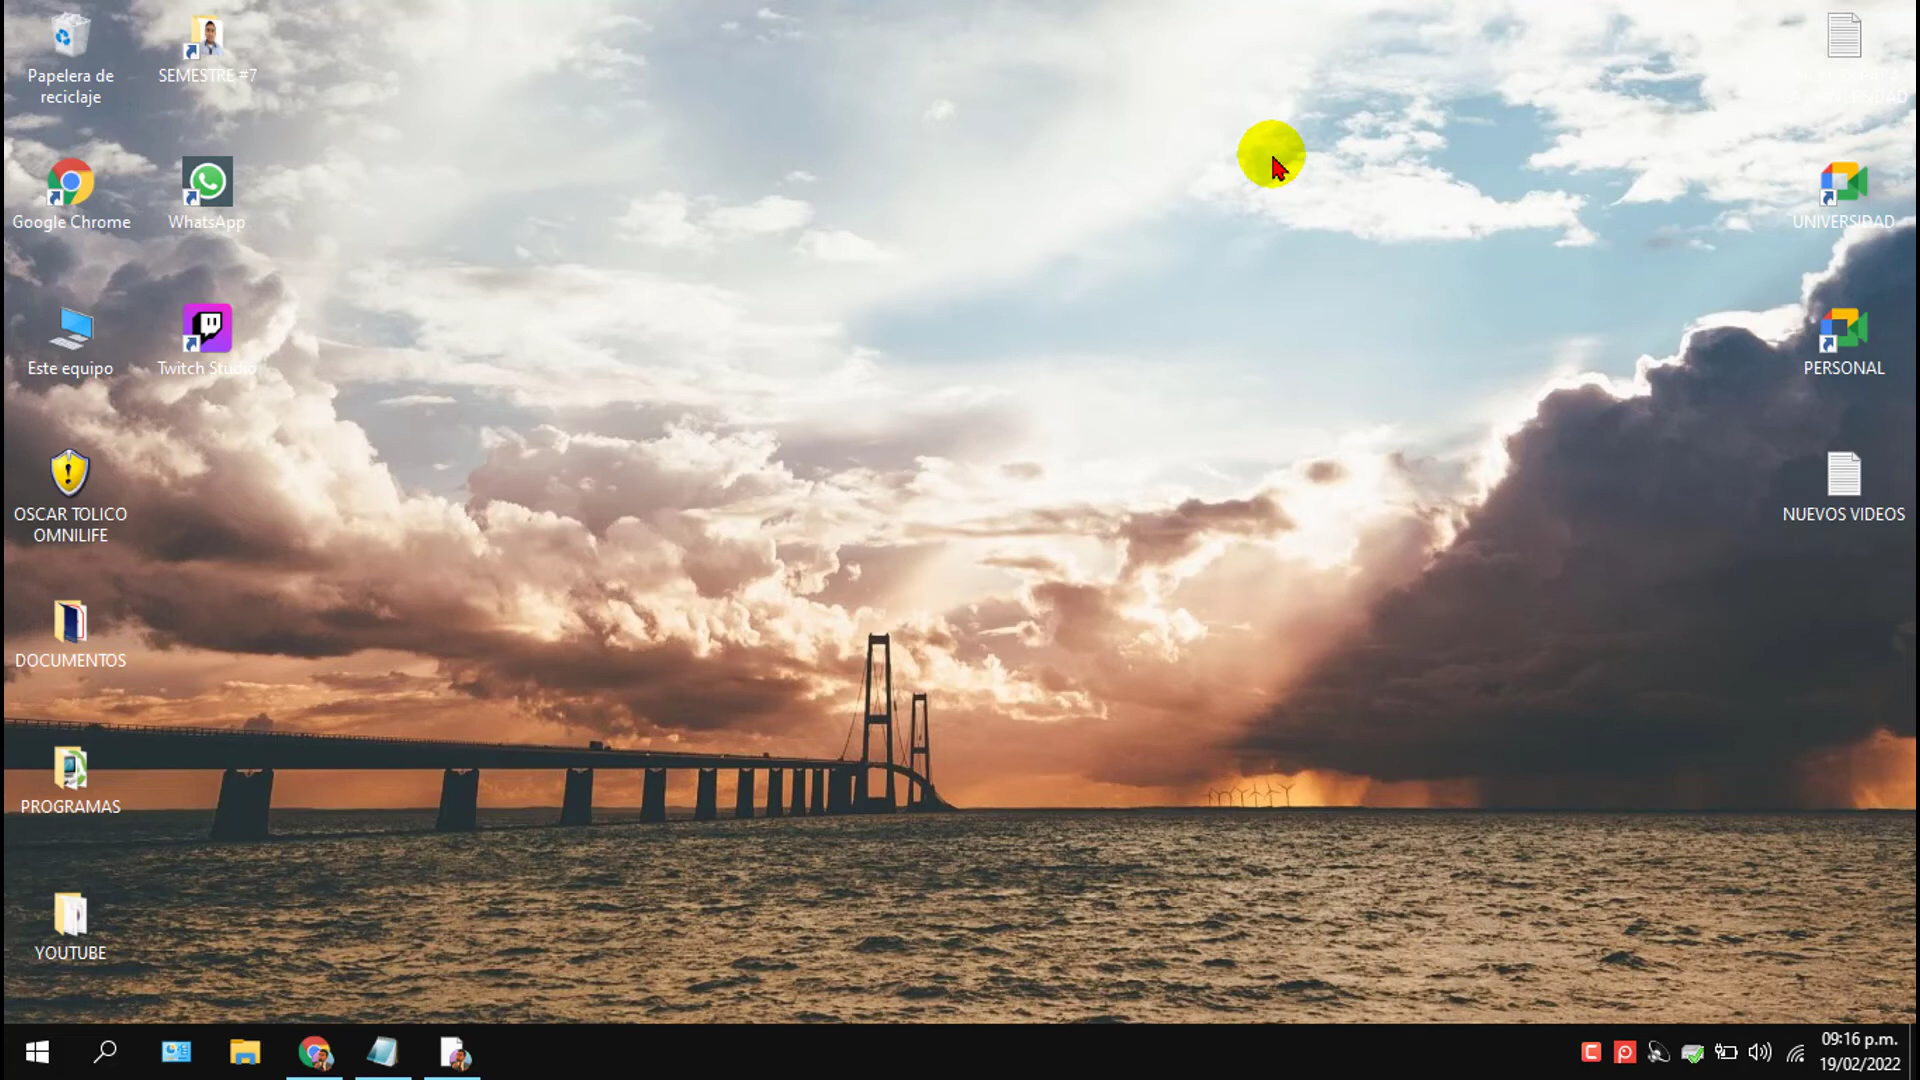 Papelera de
reciclaje
SEMESTRE #7
Google Chrome
WhatsApp
UNIVERSIDAD
Este equipo
Twitch Studio
PERSONAL
OSCAR TOLICO
OMNILIFE
NUEVOS VIDEOS
DOCUMENTOS
PROGRAMAS
YOUTUBE
09:16 p.m.
19/02/2022